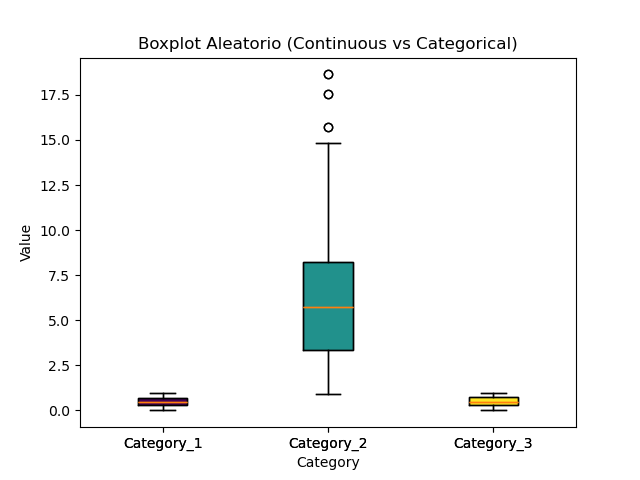 Boxplot Aleatorio (Continuous vs Categorical)
Value
17.5
15.0
12.5
10.0
7.5
5.0
2.5
0.0
Category_1 Category_2 Category_3
Category